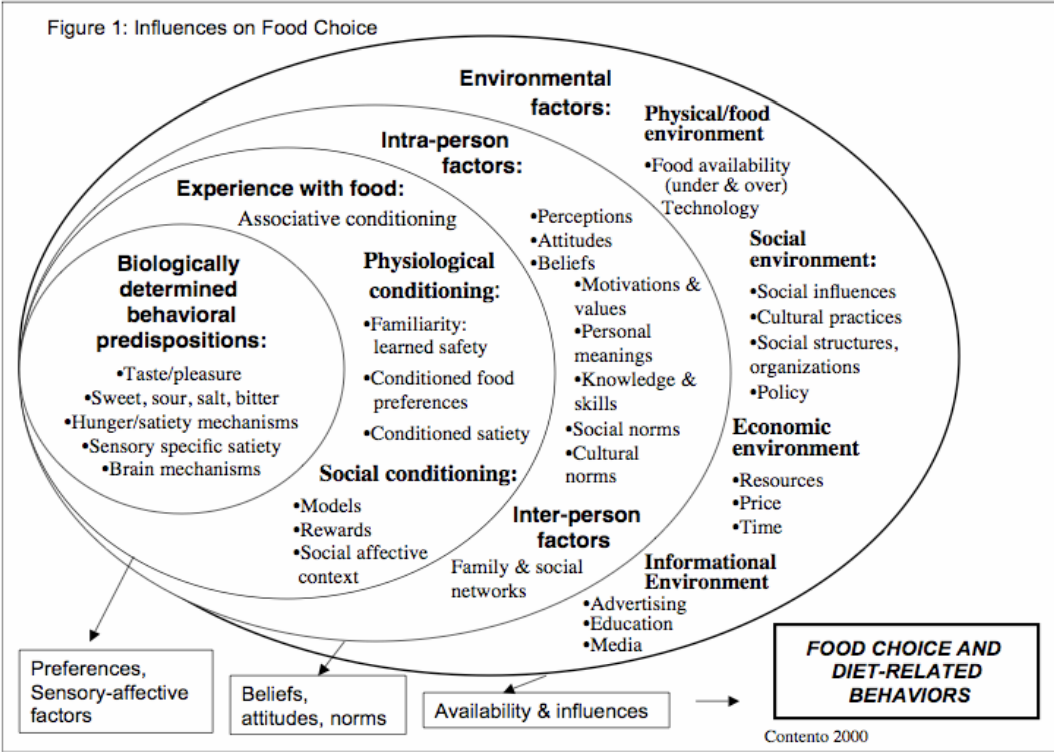 Figure 1: Influences on Food Choice
Environmental
factors:
Physical/food
environment
•Food availability
(under & over)
Technology
Social
environment:
•Social influences
•Cultural practices
•Social structures,
organizations
•Policy
Economic
environment
•Resources
•Price
•Time
Informational
Environment
•Advertising
•Education
•Media
Intra-person
factors:
•Perceptions
•Attitudes
•Beliefs
•Motivations &
values
•Personal
meanings
•Knowledge &
skills
•Social norms
•Cultural
norms
Inter-person
factors
Family & social
networks
Experience with food:
Associative conditioning
Physiological
conditioning:
•Familiarity:
learned safety
•Conditioned food
preferences
•Conditioned satiety
Social conditioning:
•Models
•Rewards
•Social affective
context
Biologically
determined
behavioral
predispositions:
•Taste/pleasure
•Sweet, sour, salt, bitter
•Hunger/satiety mechanisms
•Sensory specific satiety
•Brain mechanisms
Preferences,
Sensory-affective
factors
Beliefs,
attitudes, norms
Availability & influences
FOOD CHOICE AND
DIET-RELATED
BEHAVIORS
Contento 2000